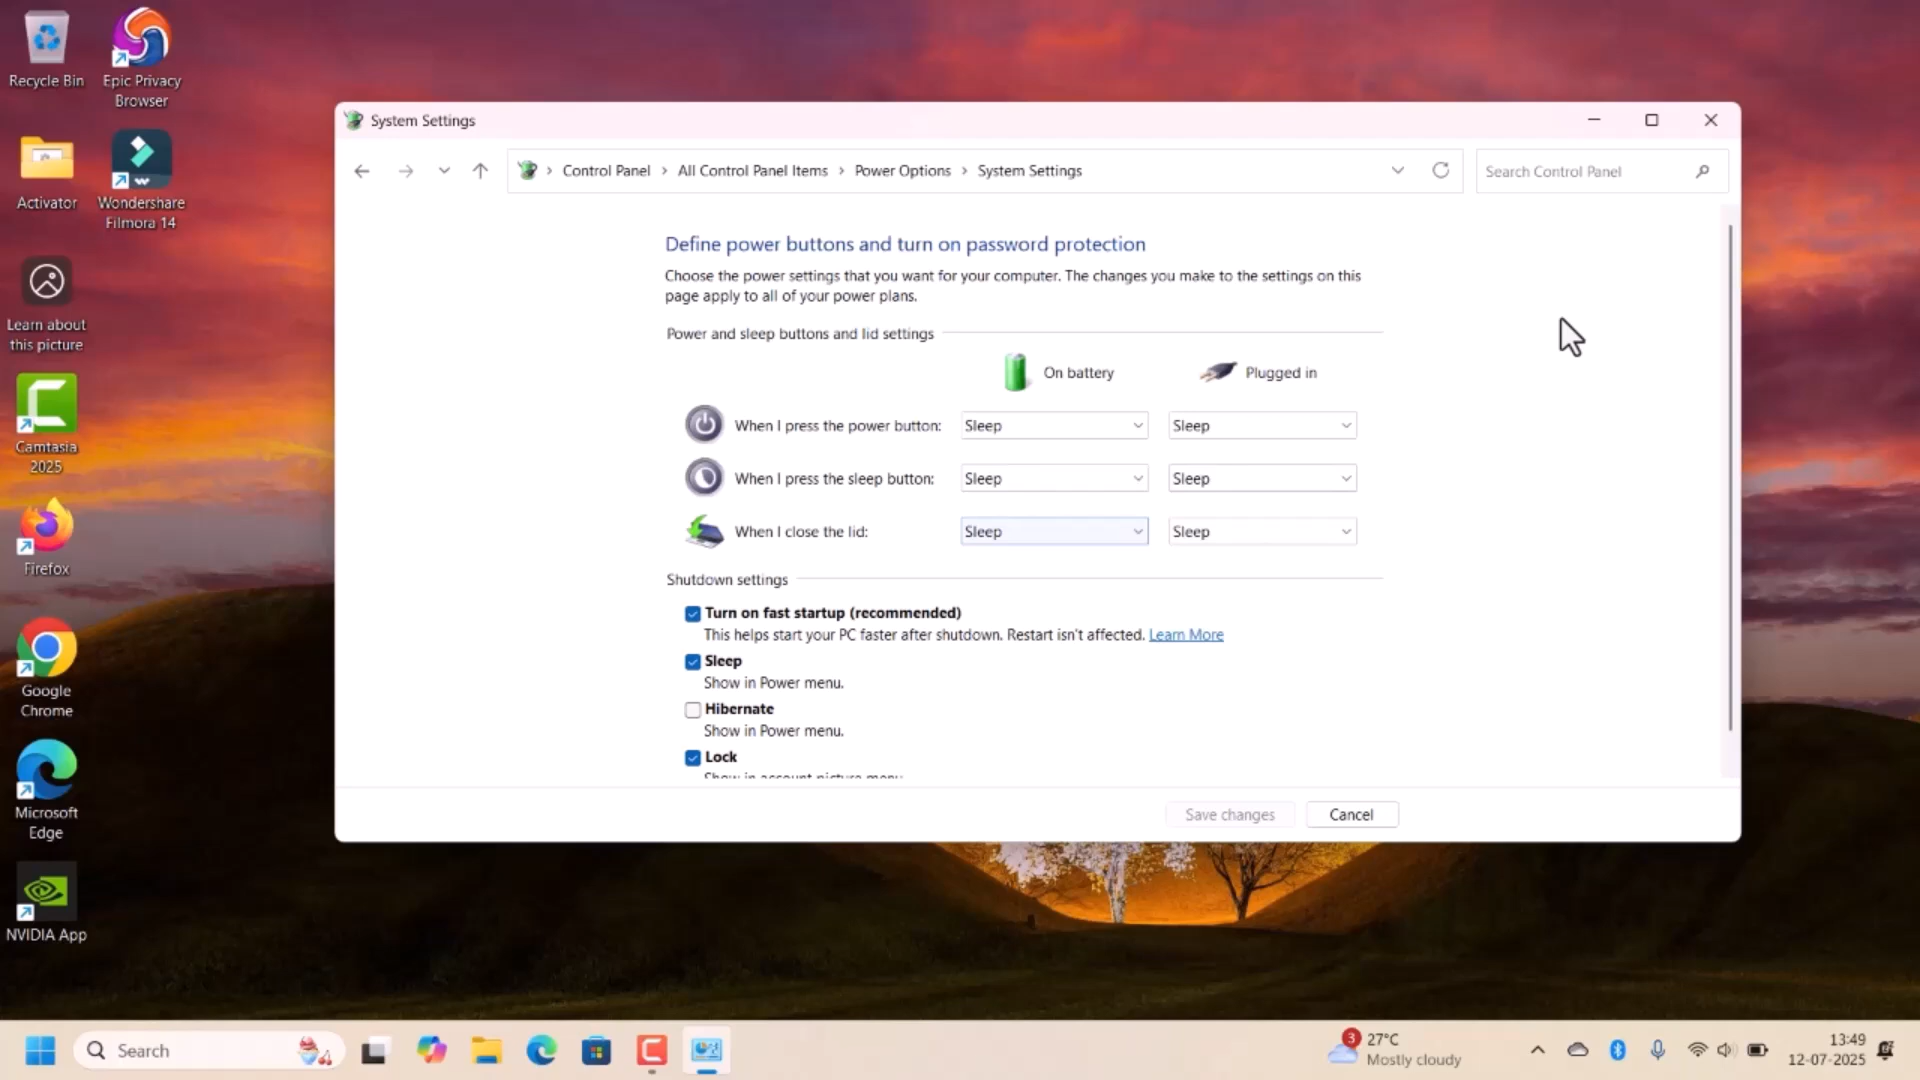 Recycle Bin
Epic Privacy
Browser
Activator
Wondershare
Filmora 14
Learn about
this picture
Camtasia
2025
Firefox
Google
Chrome
Microsoft
Edge
NVIDIA App
System Settings
Control Panel > All Control Panel Items > Power Options > System Settings
Search Control Panel
Define power buttons and turn on password protection
Choose the power settings that you want for your computer. The changes you make to the settings on this
page apply to all of your power plans.
Power and sleep buttons and lid settings
On battery Plugged in
When I press the power button: Sleep Sleep
When I press the sleep button: Sleep Sleep
When I close the lid: Sleep Sleep
Shutdown settings
Turn on fast startup (recommended)
This helps start your PC faster after shutdown. Restart isn't affected. Learn More
Sleep
Show in Power menu.
Hibernate
Show in Power menu.
Lock
Show in account picture menu.
Save changes Cancel
Search
3
27°C
Mostly cloudy
13:49
12-07-2025